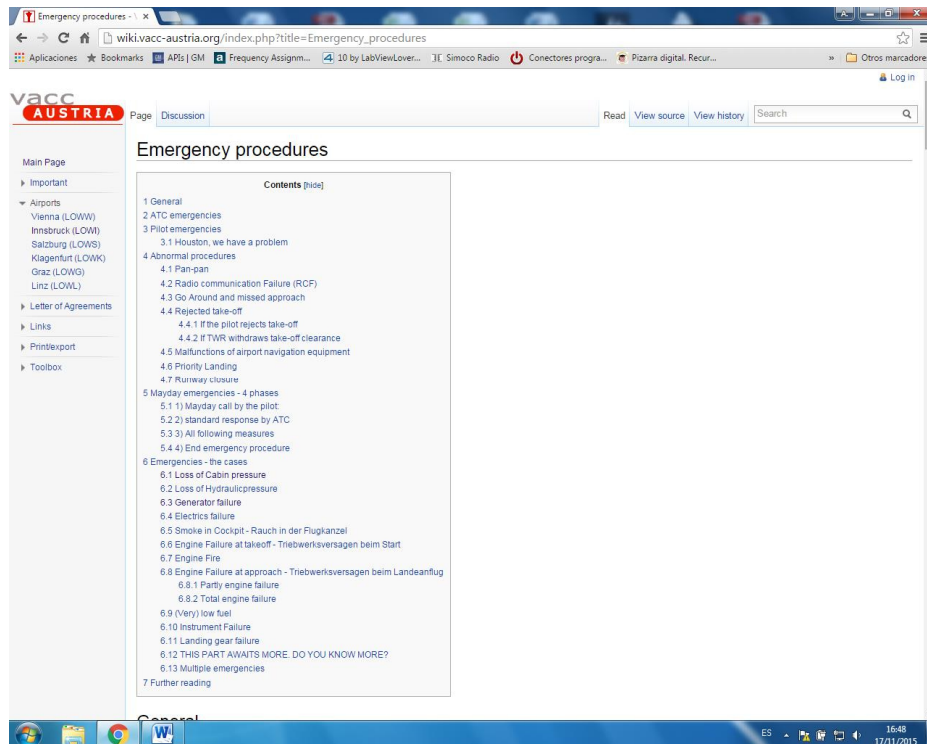 Emergency procedures - \
wiki.vacc-austria.org/index.php?title=Emergency_procedures
Aplicaciones Bookmarks APIs | GM Frequency Assignm... 10 by LabViewLover... Simoco Radio Conectores progra... Pizarra digital. Recur... » Otros marcadore
Log in
vacc
AUSTRIA
Page Discussion Read View source View history Search
Emergency procedures
Main Page
Important
Airports
Vienna (LOWW)
Innsbruck (LOWI)
Salzburg (LOWS)
Klagenfurt (LOWK)
Graz (LOWG)
Linz (LOWL)
Letter of Agreements
Links
Print/export
Toolbox
Contents [hide]
1 General
2 ATC emergencies
3 Pilot emergencies
3.1 Houston, we have a problem
4 Abnormal procedures
4.1 Pan-pan
4.2 Radio communication Failure (RCF)
4.3 Go Around and missed approach
4.4 Rejected take-off
4.4.1 If the pilot rejects take-off
4.4.2 If TWR withdraws take-off clearance
4.5 Malfunctions of airport navigation equipment
4.6 Priority Landing
4.7 Runway closure
5 Mayday emergencies - 4 phases
5.1 1) Mayday call by the pilot:
5.2 2) standard response by ATC
5.3 3) All following measures
5.4 4) End emergency procedure
6 Emergencies - the cases
6.1 Loss of Cabin pressure
6.2 Loss of Hydraulicpressure
6.3 Generator failure
6.4 Electrics failure
6.5 Smoke in Cockpit - Rauch in der Flugkanzel
6.6 Engine Failure at takeoff - Triebwerksversagen beim Start
6.7 Engine Fire
6.8 Engine Failure at approach - Triebwerksversagen beim Landeanflug
6.8.1 Partly engine failure
6.8.2 Total engine failure
6.9 (Very) low fuel
6.10 Instrument Failure
6.11 Landing gear failure
6.12 THIS PART AWAITS MORE. DO YOU KNOW MORE?
6.13 Multiple emergencies
7 Further reading
General
ES 16:48
17/11/2015